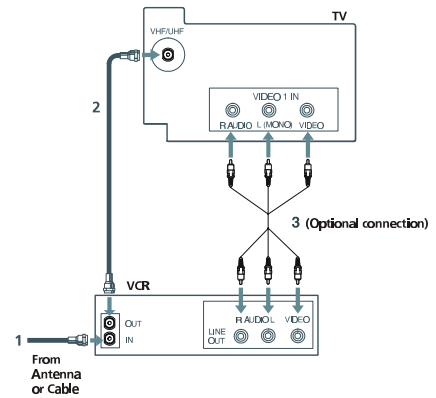 TV
VHF/UHF
VIDEO 1 IN
R AUDIO L (MONO) VIDEO
2
3 (Optional connection)
VCR
OUT
IN
R AUDIO L VIDEO
LINE
OUT
1
From
Antenna
or Cable